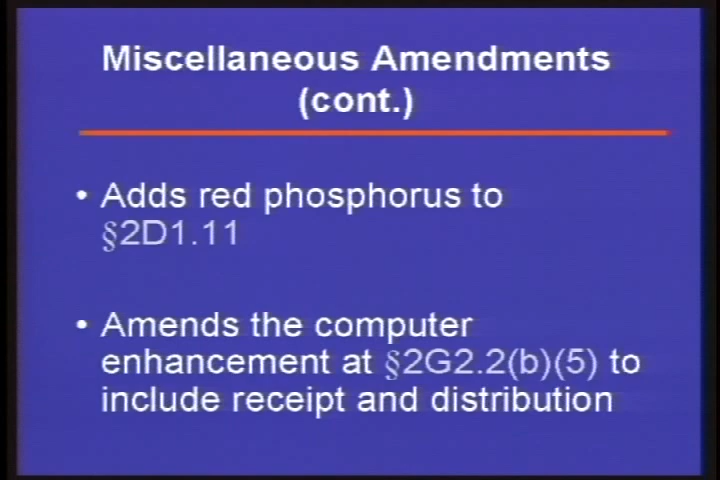 Miscellaneous Amendments
(cont.)
• Adds red phosphorus to
§2D1.11
• Amends the computer
enhancement at §2G2.2(b)(5) to
include receipt and distribution